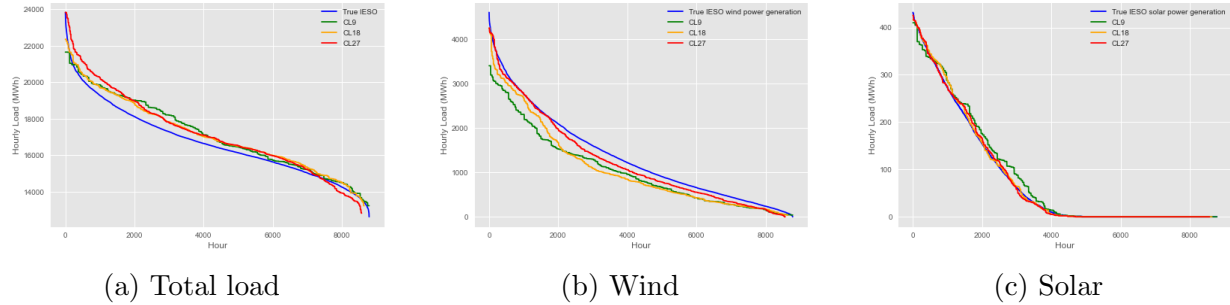 24000
22000
20000
18000
16000
14000
Hourly Load (MWh)
0 2000 4000 6000 8000
Hour
True IESO
CL9
CL18
CL27
(a) Total load
4000
3000
2000
1000
0
Hourly Load (MWh)
0 2000 4000 6000 8000
Hour
True IESO wind power generation
CL9
CL18
CL27
(b) Wind
400
300
200
100
0
Hourly Load (MWh)
0 2000 4000 6000 8000
Hour
True IESO solar power generation
CL9
CL18
CL27
(c) Solar